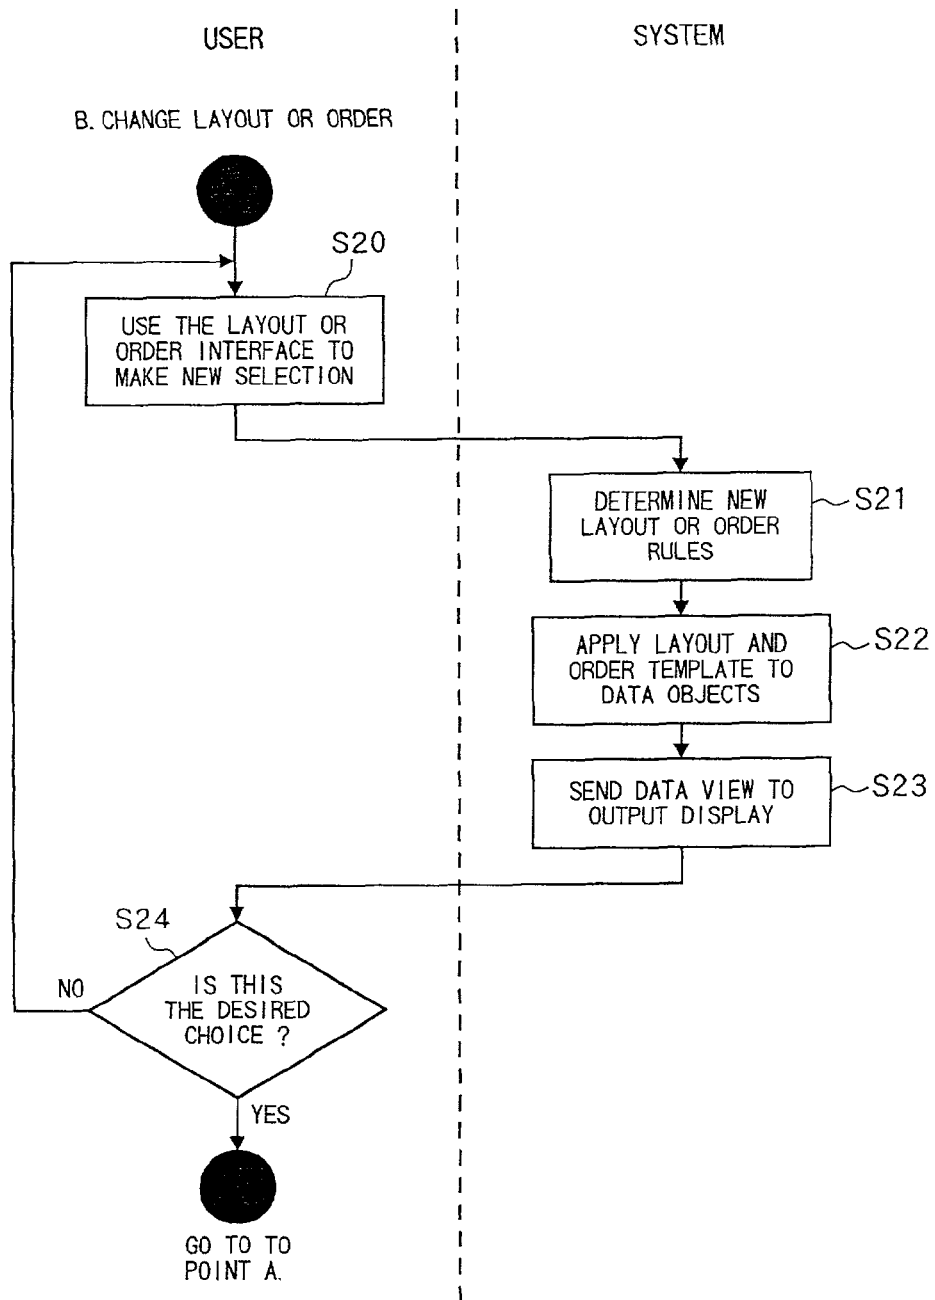 USER
SYSTEM
B. CHANGE LAYOUT OR ORDER
S20
USE THE LAYOUT OR
ORDER INTERFACE TO
MAKE NEW SELECTION
DETERMINE NEW
LAYOUT OR ORDER
RULES
S21
APPLY LAYOUT AND
ORDER TEMPLATE TO
DATA OBJECTS
S22
SEND DATA VIEW TO
OUTPUT DISPLAY
S23
S24
NO
IS THIS
THE DESIRED
CHOICE ?
YES
GO TO TO
POINT A.